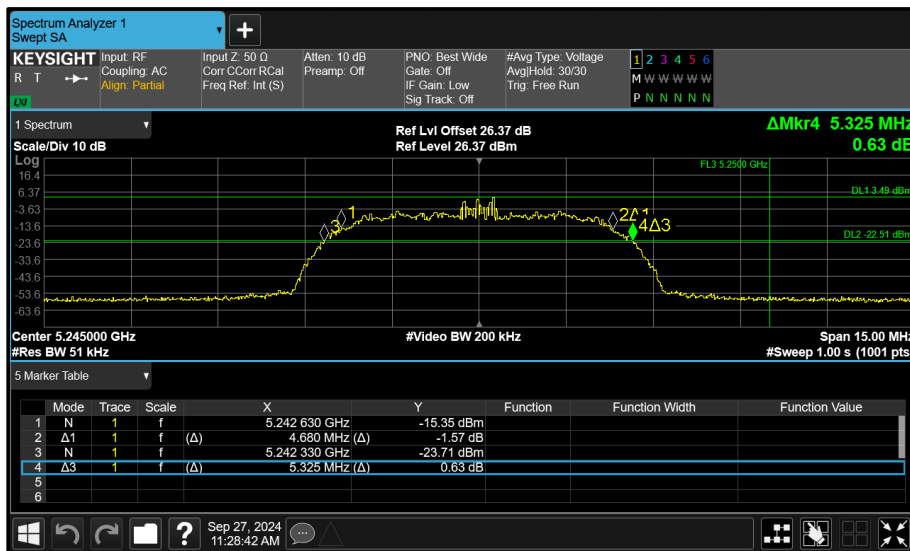 Spectrum Analyzer 1
Swept SA
KEYSIGHT
R T
LXI
Input: RF
Coupling: AC
Align: Partial
Input Z: 50 Ω
Corr CCorr RCal
Freq Ref: Int (S)
Atten: 10 dB
Preamp: Off
PNO: Best Wide
Gate: Off
IF Gain: Low
Sig Track: Off
#Avg Type: Voltage
Avg|Hold: 30/30
Trig: Free Run
1 2 3 4 5 6
M W W W W W
P N N N N N
1 Spectrum
Scale/Div 10 dB
Ref Lvl Offset 26.37 dB
Ref Level 26.37 dBm
ΔMkr4 5.325 MHz
0.63 dB
Log
FL3 5.2500 GHz
16.4
6.37
DL1 3.49 dBm
-3.63
1
2Δ1
-13.6
3
4Δ3
DL2 -22.51 dBm
-23.6
-33.6
-43.6
-53.6
-63.6
Center 5.245000 GHz
#Video BW 200 kHz
Span 15.00 MHz
#Res BW 51 kHz
#Sweep 1.00 s (1001 pts
5 Marker Table
Mode Trace Scale X Y Function Function Width Function Value
1 N 1 f 5.242 630 GHz -15.35 dBm
2 Δ1 1 f (Δ) 4.680 MHz (Δ) -1.57 dB
3 N 1 f 5.242 330 GHz -23.71 dBm
4 Δ3 1 f (Δ) 5.325 MHz (Δ) 0.63 dB
5
6
?
Sep 27, 2024
11:28:42 AM